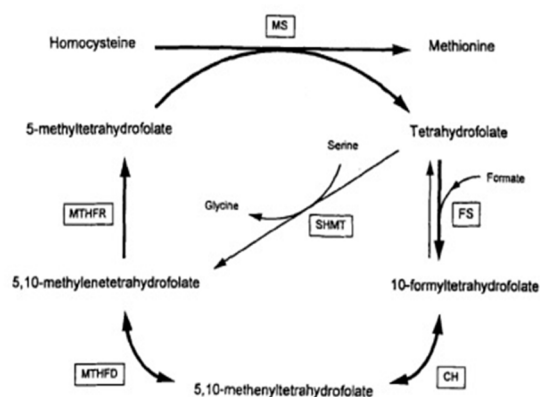 MS
Homocysteine
Methionine
5-methyltetrahydrofolate
Tetrahydrofolate
Serine
Formate
Glycine
MTHFR
SHMT
FS
5,10-methylenetetrahydrofolate
10-formyltetrahydrofolate
MTHFD
CH
5,10-methenyltetrahydrofolate